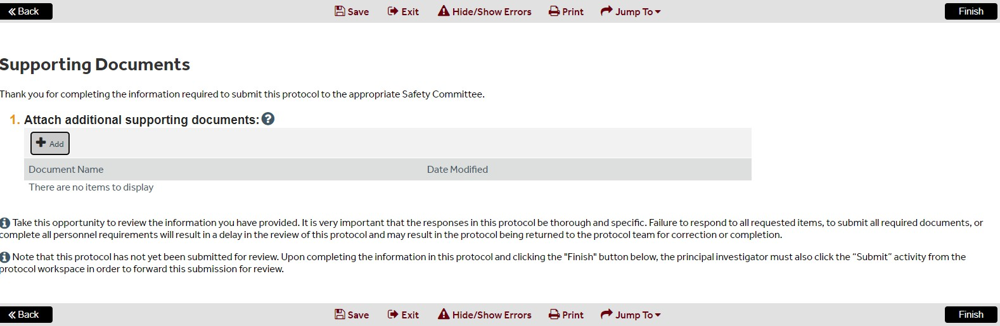 Back Save Exit Hide/Show Errors Print Jump To Finish
Supporting Documents
Thank you for completing the information required to submit this protocol to the appropriate Safety Committee.
1. Attach additional supporting documents:
Add
Document Name Date Modified
There are no items to display
Take this opportunity to review the information you have provided. It is very important that the responses in this protocol be thorough and specific. Failure to respond to all requested items, to submit all required documents, or
complete all personnel requirements will result in a delay in the review of this protocol and may result in the protocol being returned to the protocol team for correction or completion.
Note that this protocol has not yet been submitted for review. Upon completing the information in this protocol and clicking the "Finish" button below, the principal investigator must also click the “Submit” activity from the
protocol workspace in order to forward this submission for review.
Back Save Exit Hide/Show Errors Print Jump To Finish